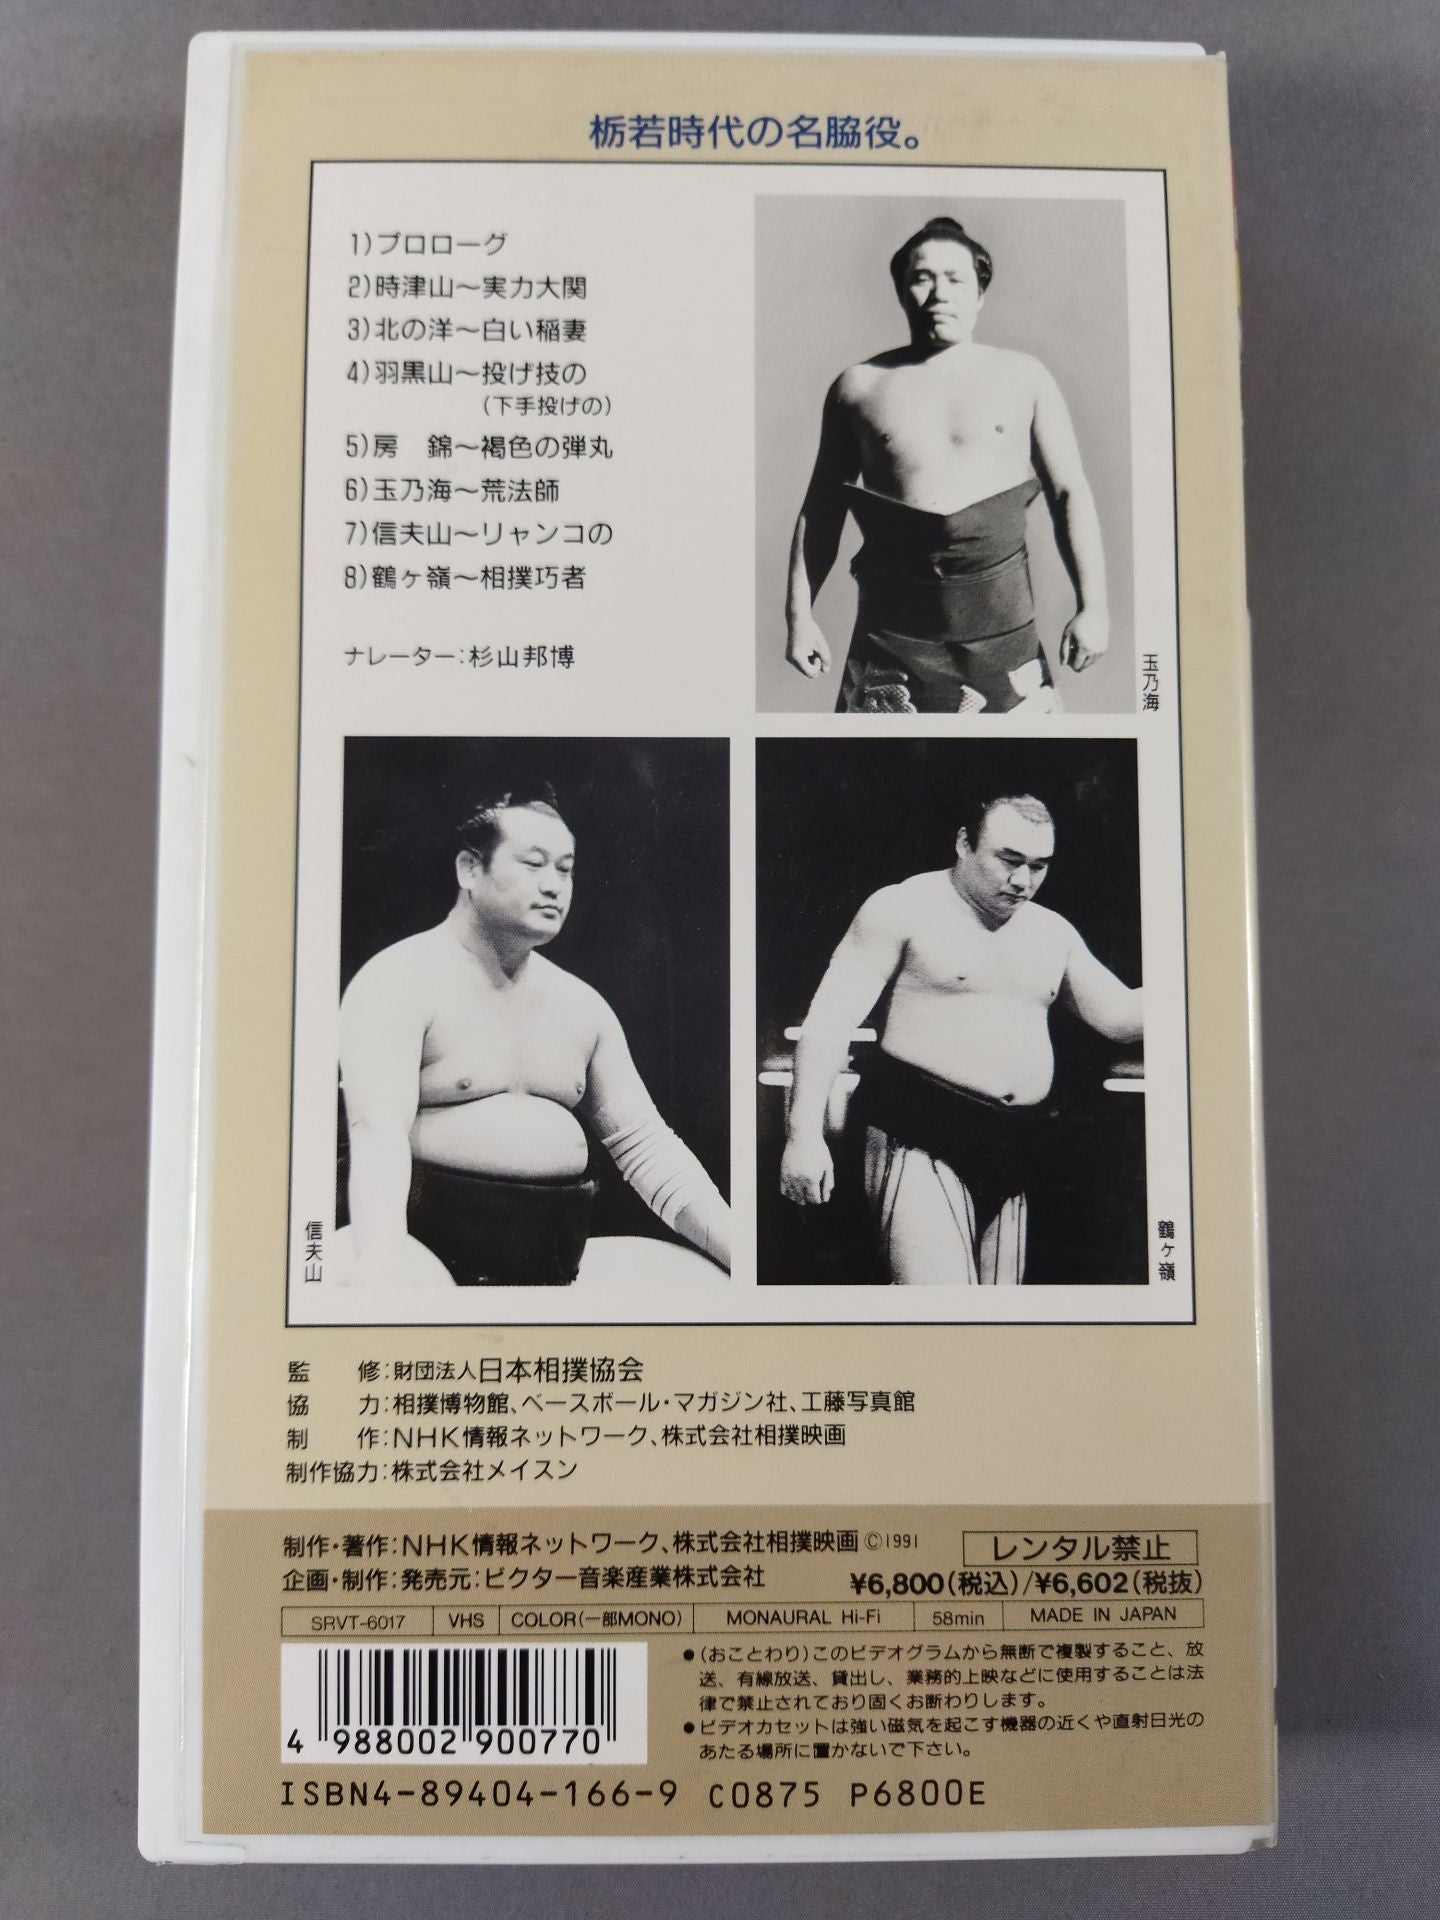 栃若時代の名脇役。
1)プロローグ
2)時津山～実力大関
3)北の洋～白い稲妻
4)羽黒山～投げ技の
(下手投げの)
5)房　錦～褐色の弾丸
6)玉乃海～荒法師
7)信夫山～リャンコの
8)鶴ヶ嶺～相撲巧者
ナレーター:杉山邦博
玉乃海
信夫山
鶴ヶ嶺
監　修:財団法人日本相撲協会
協　力:相撲博物館、ベースボール・マガジン社、工藤写真館
制　作:NHK情報ネットワーク、株式会社相撲映画
制作協力:株式会社メイスン
制作・著作:NHK情報ネットワーク、株式会社相撲映画 ©1991
レンタル禁止
企画・制作:発売元:ビクター音楽産業株式会社
¥6,800(税込)/¥6,602(税抜)
SRVT-6017 VHS COLOR(一部MONO) MONAURAL Hi-Fi 58min MADE IN JAPAN
●(おことわり)このビデオグラムから無断で複製すること、放
送、有線放送、貸出し、業務的上映などに使用することは法
律で禁止されており固くお断わりします。
●ビデオカセットは強い磁気を起こす機器の近くや直射日光の
あたる場所に置かないで下さい。
4 988002 900770
ISBN4-89404-166-9 C0875 P6800E